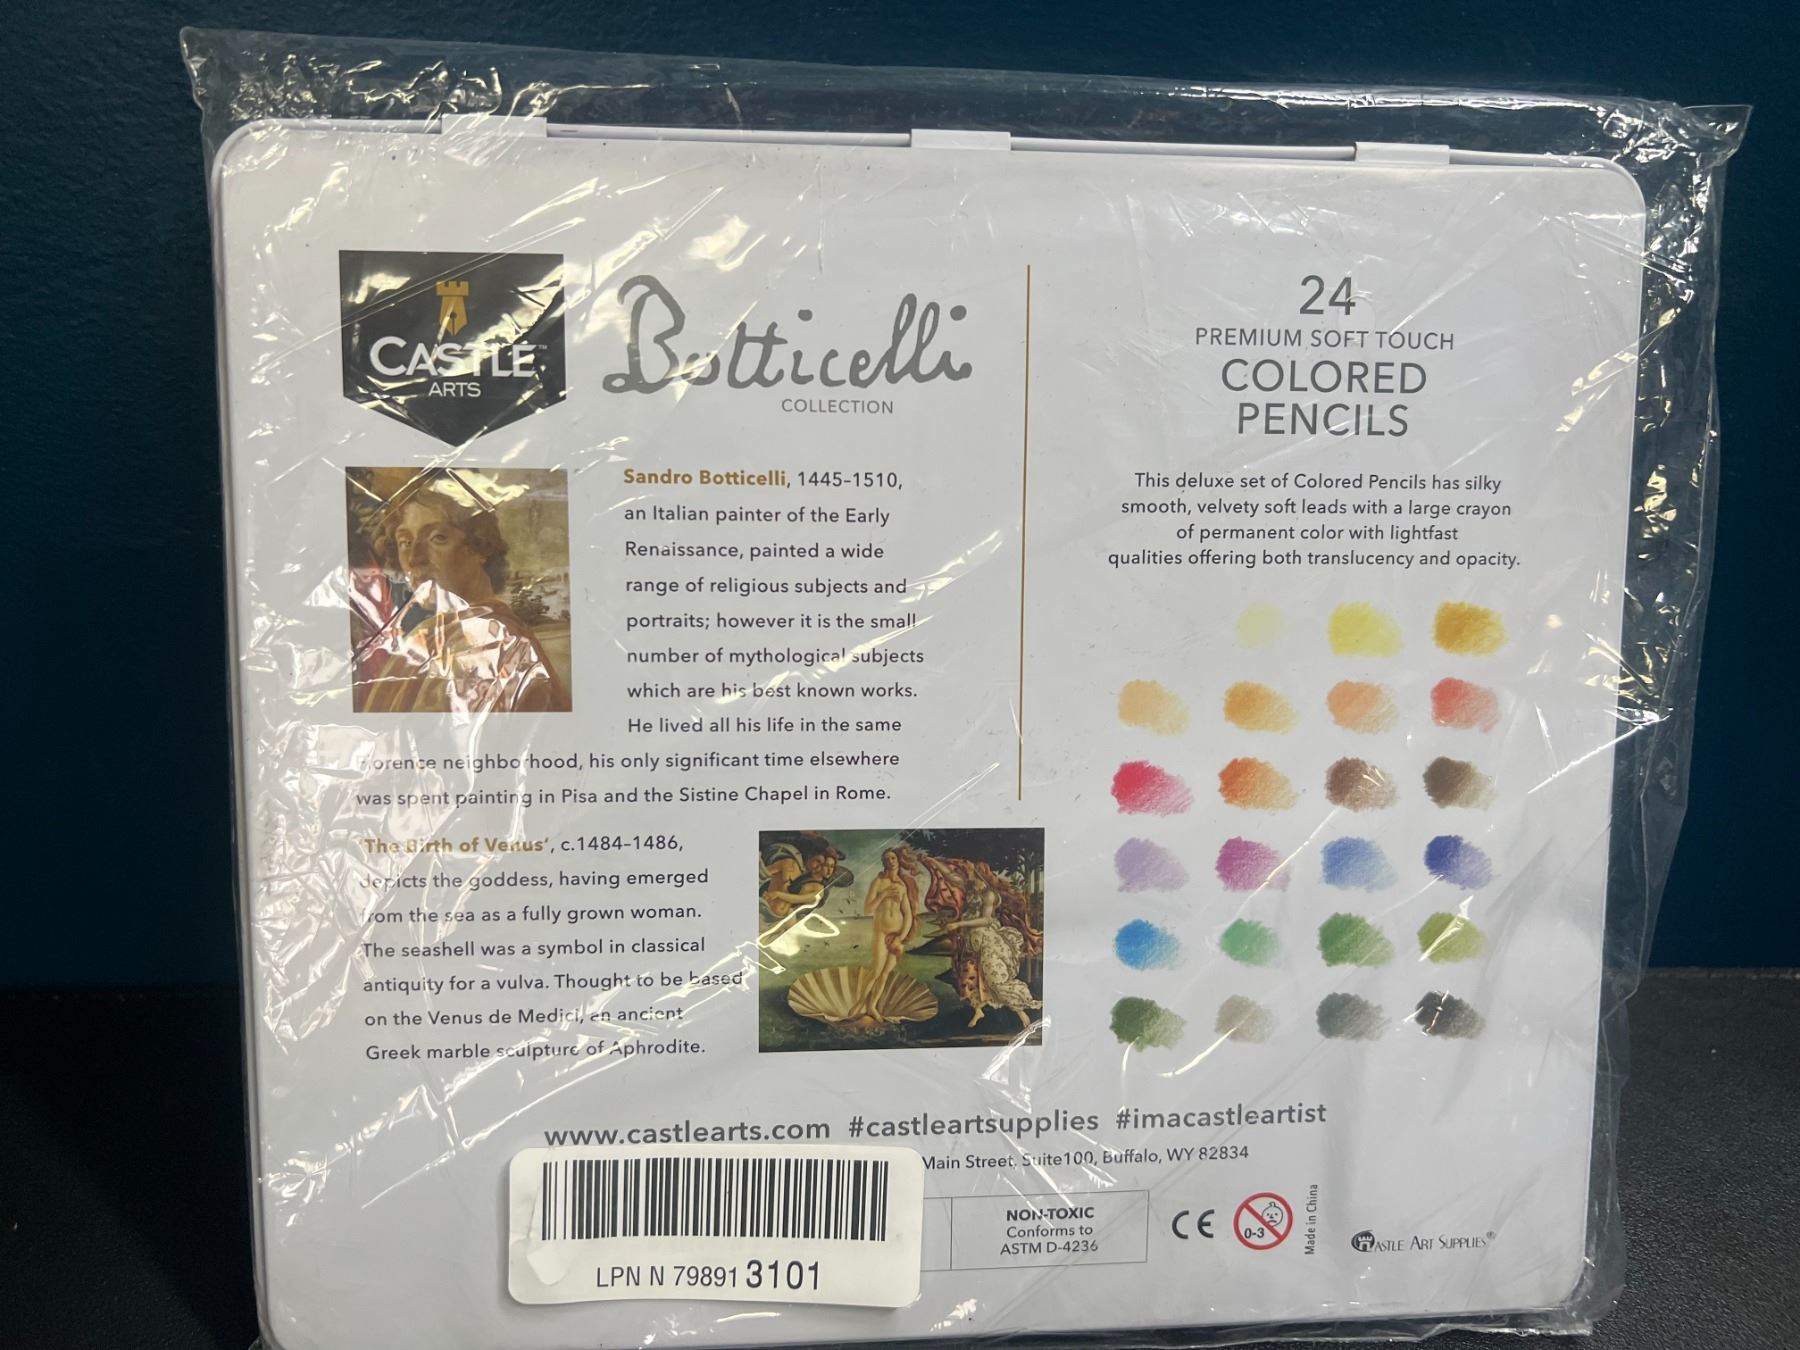 CASTLE™
ARTS
Botticelli
COLLECTION
Sandro Botticelli, 1445–1510,
an Italian painter of the Early
Renaissance, painted a wide
range of religious subjects and
portraits; however it is the small
number of mythological subjects
which are his best known works.
He lived all his life in the same
Florence neighborhood, his only significant time elsewhere
was spent painting in Pisa and the Sistine Chapel in Rome.
'The Birth of Venus', c.1484–1486,
depicts the goddess, having emerged
from the sea as a fully grown woman.
The seashell was a symbol in classical
antiquity for a vulva. Thought to be based
on the Venus de Medici, an ancient
Greek marble sculpture of Aphrodite.
24
PREMIUM SOFT TOUCH
COLORED
PENCILS
This deluxe set of Colored Pencils has silky
smooth, velvety soft leads with a large crayon
of permanent color with lightfast
qualities offering both translucency and opacity.
www.castlearts.com #castleartsupplies #imacastleartist
Main Street, Suite100, Buffalo, WY 82834
LPN N 79891 3101
NON-TOXIC
Conforms to
ASTM D-4236
CE
0-3
Made in China
CASTLE ART SUPPLIES®